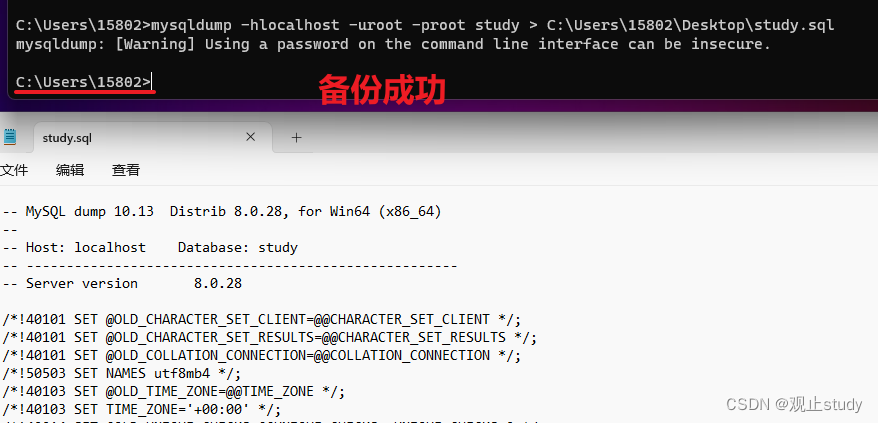 C:\Users\15802>mysqldump -hlocalhost -uroot -proot study > C:\Users\15802\Desktop\study.sql
mysqldump: [Warning] Using a password on the command line interface can be insecure.
C:\Users\15802>
备份成功
study.sql
文件 编辑 查看
-- MySQL dump 10.13  Distrib 8.0.28, for Win64 (x86_64)
--
-- Host: localhost    Database: study
-- ------------------------------------------------------
-- Server version       8.0.28
/*!40101 SET @OLD_CHARACTER_SET_CLIENT=@@CHARACTER_SET_CLIENT */;
/*!40101 SET @OLD_CHARACTER_SET_RESULTS=@@CHARACTER_SET_RESULTS */;
/*!40101 SET @OLD_COLLATION_CONNECTION=@@COLLATION_CONNECTION */;
/*!50503 SET NAMES utf8mb4 */;
/*!40103 SET @OLD_TIME_ZONE=@@TIME_ZONE */;
/*!40103 SET TIME_ZONE='+00:00' */;
CSDN @观止study